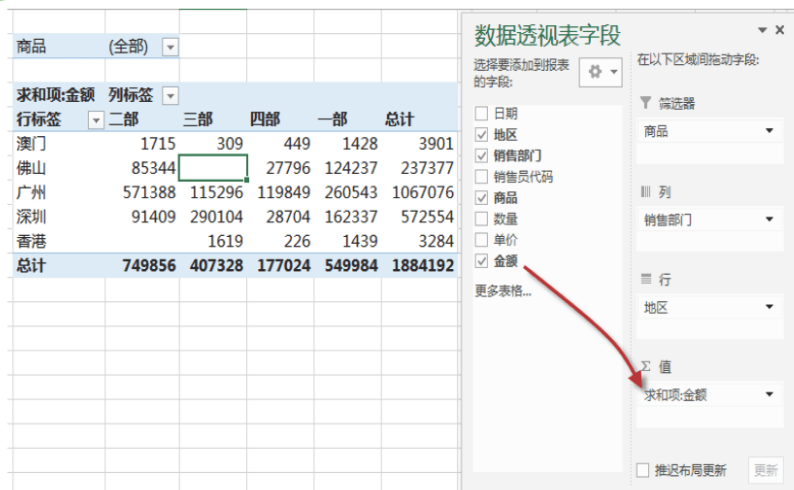 商品 (全部)
求和项:金额 列标签
行标签 二部 三部 四部 一部 总计
澳门 1715 309 449 1428 3901
佛山 85344 27796 124237 237377
广州 571388 115296 119849 260543 1067076
深圳 91409 290104 28704 162337 572554
香港 1619 226 1439 3284
总计 749856 407328 177024 549984 1884192
数据透视表字段
选择要添加到报表
的字段:
日期
地区
销售部门
销售员代码
商品
数量
单价
金额
更多表格...
在以下区域间拖动字段:
筛选器
商品
列
销售部门
行
地区
Σ 值
求和项:金额
推迟布局更新 更新